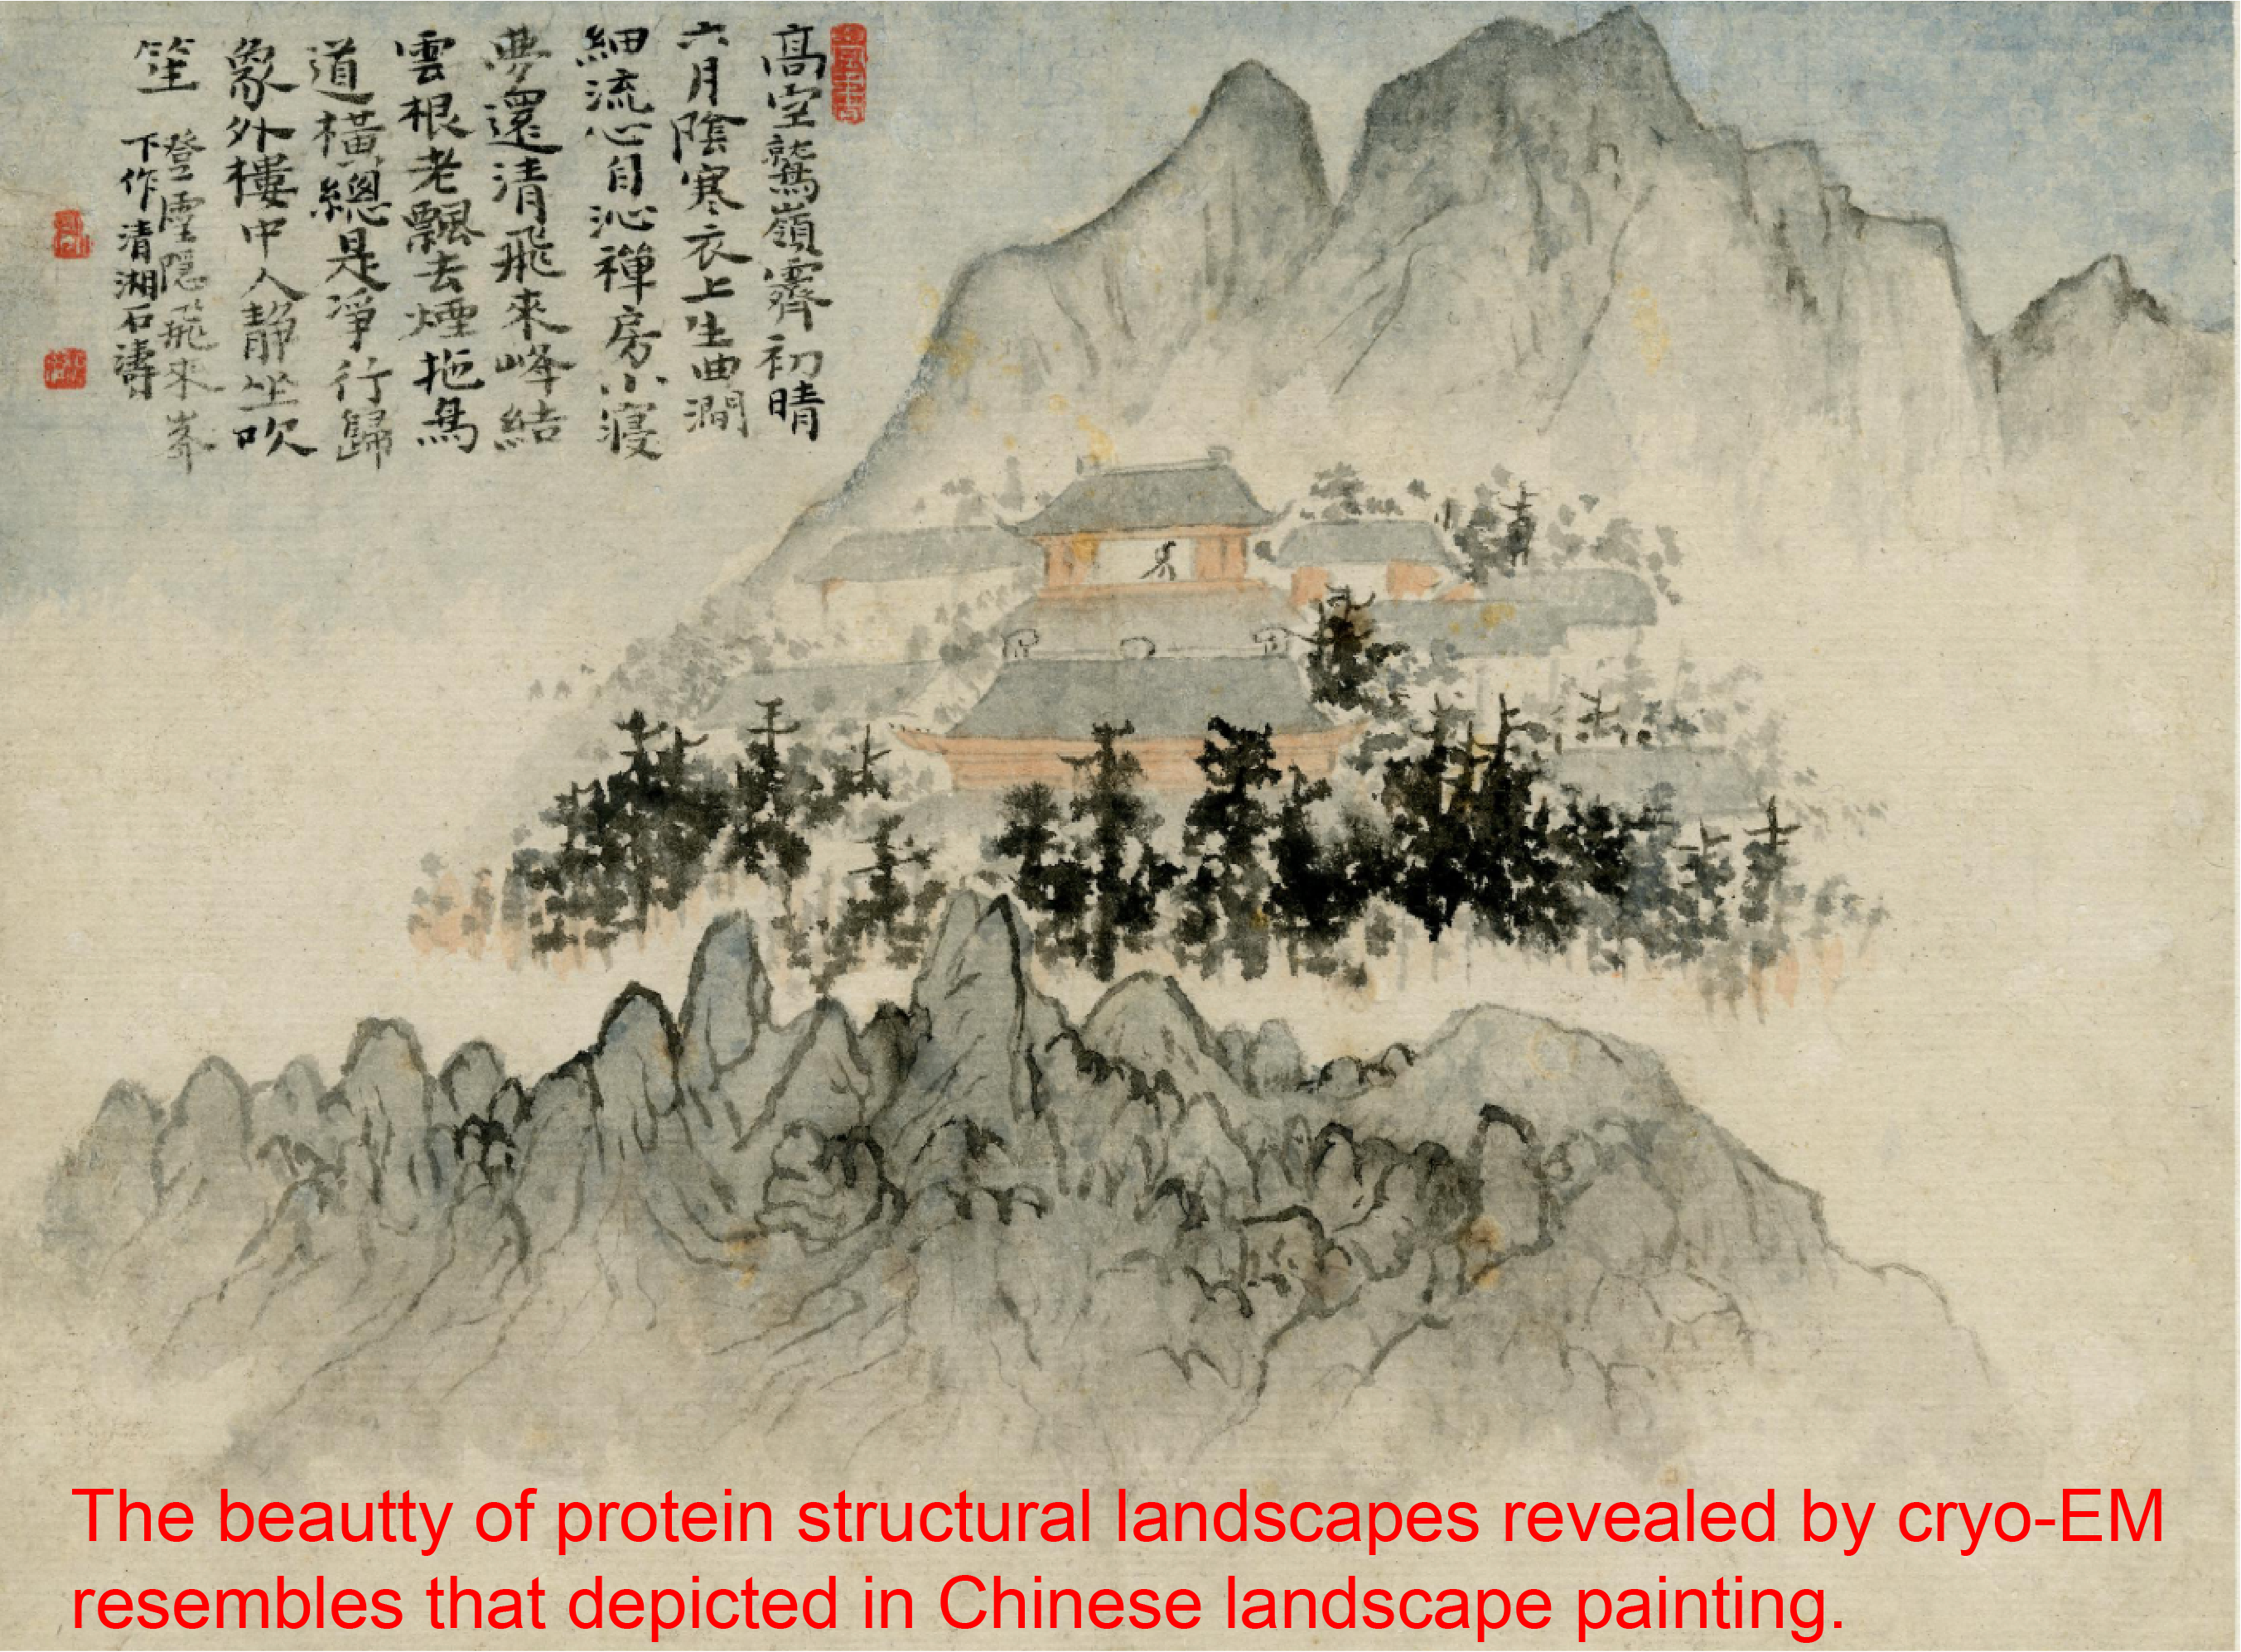 高空鷲嶺霽初晴
六月陰寒衣上生曲澗
細流心目沁禪房小寢
夢還清飛來峰結
雲根老飄去煙拖鳥
道橫總是淨行歸
象外樓中人靜坐吹
笙 登靈隱飛來峯
下作清湘石濤
The beautty of protein structural landscapes revealed by cryo-EM
resembles that depicted in Chinese landscape painting.